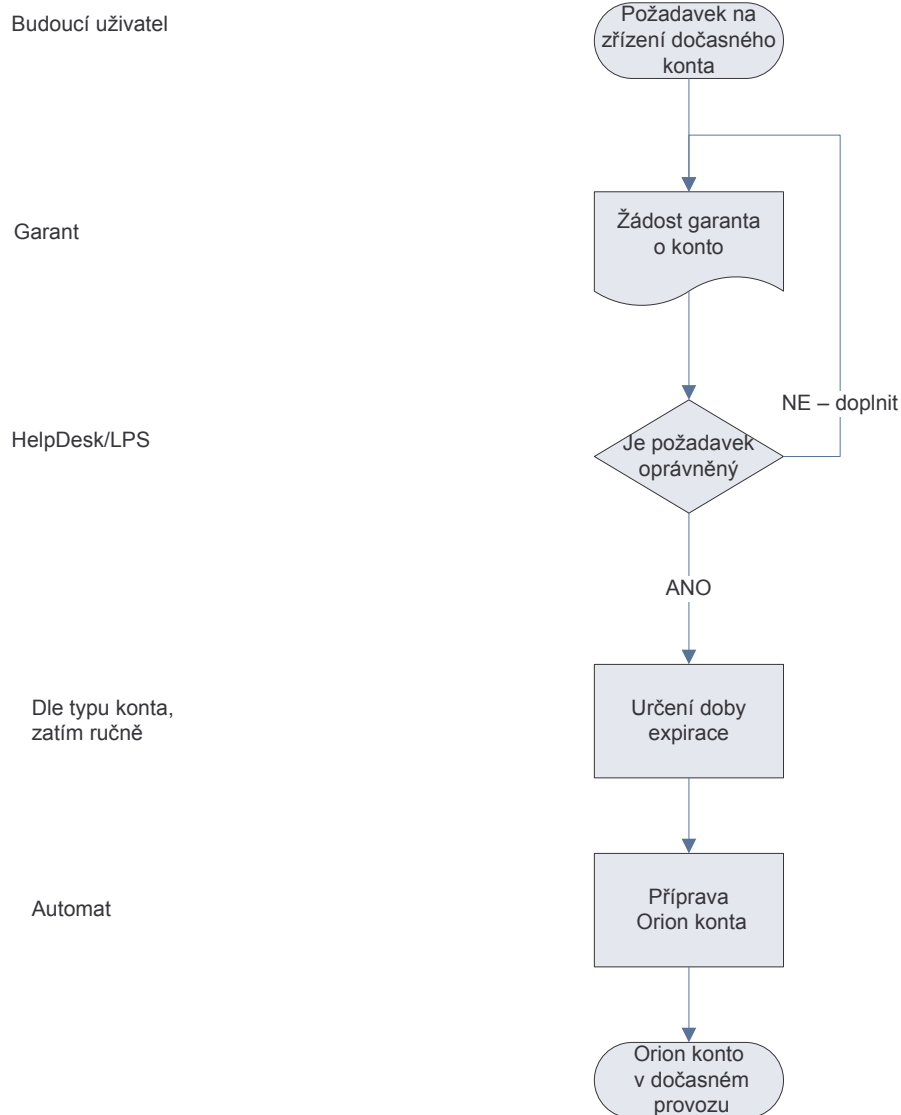 Budoucí uživatel
Požadavek na
zřízení dočasného
konta
Garant
Žádost garanta
o konto
NE – doplnit
HelpDesk/LPS
Je požadavek
oprávněný
ANO
Dle typu konta,
zatím ručně
Určení doby
expirace
Automat
Příprava
Orion konta
Orion konto
v dočasném
provozu